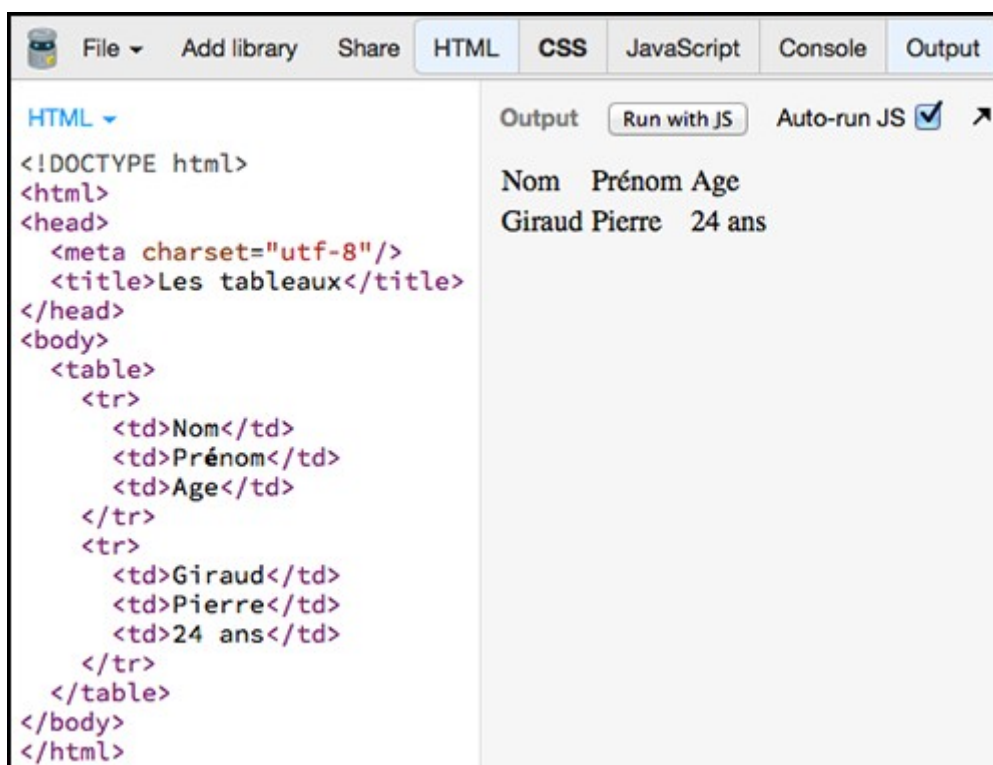 File Add library Share HTML CSS JavaScript Console Output
HTML
<!DOCTYPE html>
<html>
<head>
<meta charset="utf-8"/>
<title>Les tableaux</title>
</head>
<body>
<table>
<tr>
<td>Nom</td>
<td>Prénom</td>
<td>Age</td>
</tr>
<tr>
<td>Giraud</td>
<td>Pierre</td>
<td>24 ans</td>
</tr>
</table>
</body>
</html>
Output Run with JS Auto-run JS
Nom Prénom Age
Giraud Pierre 24 ans